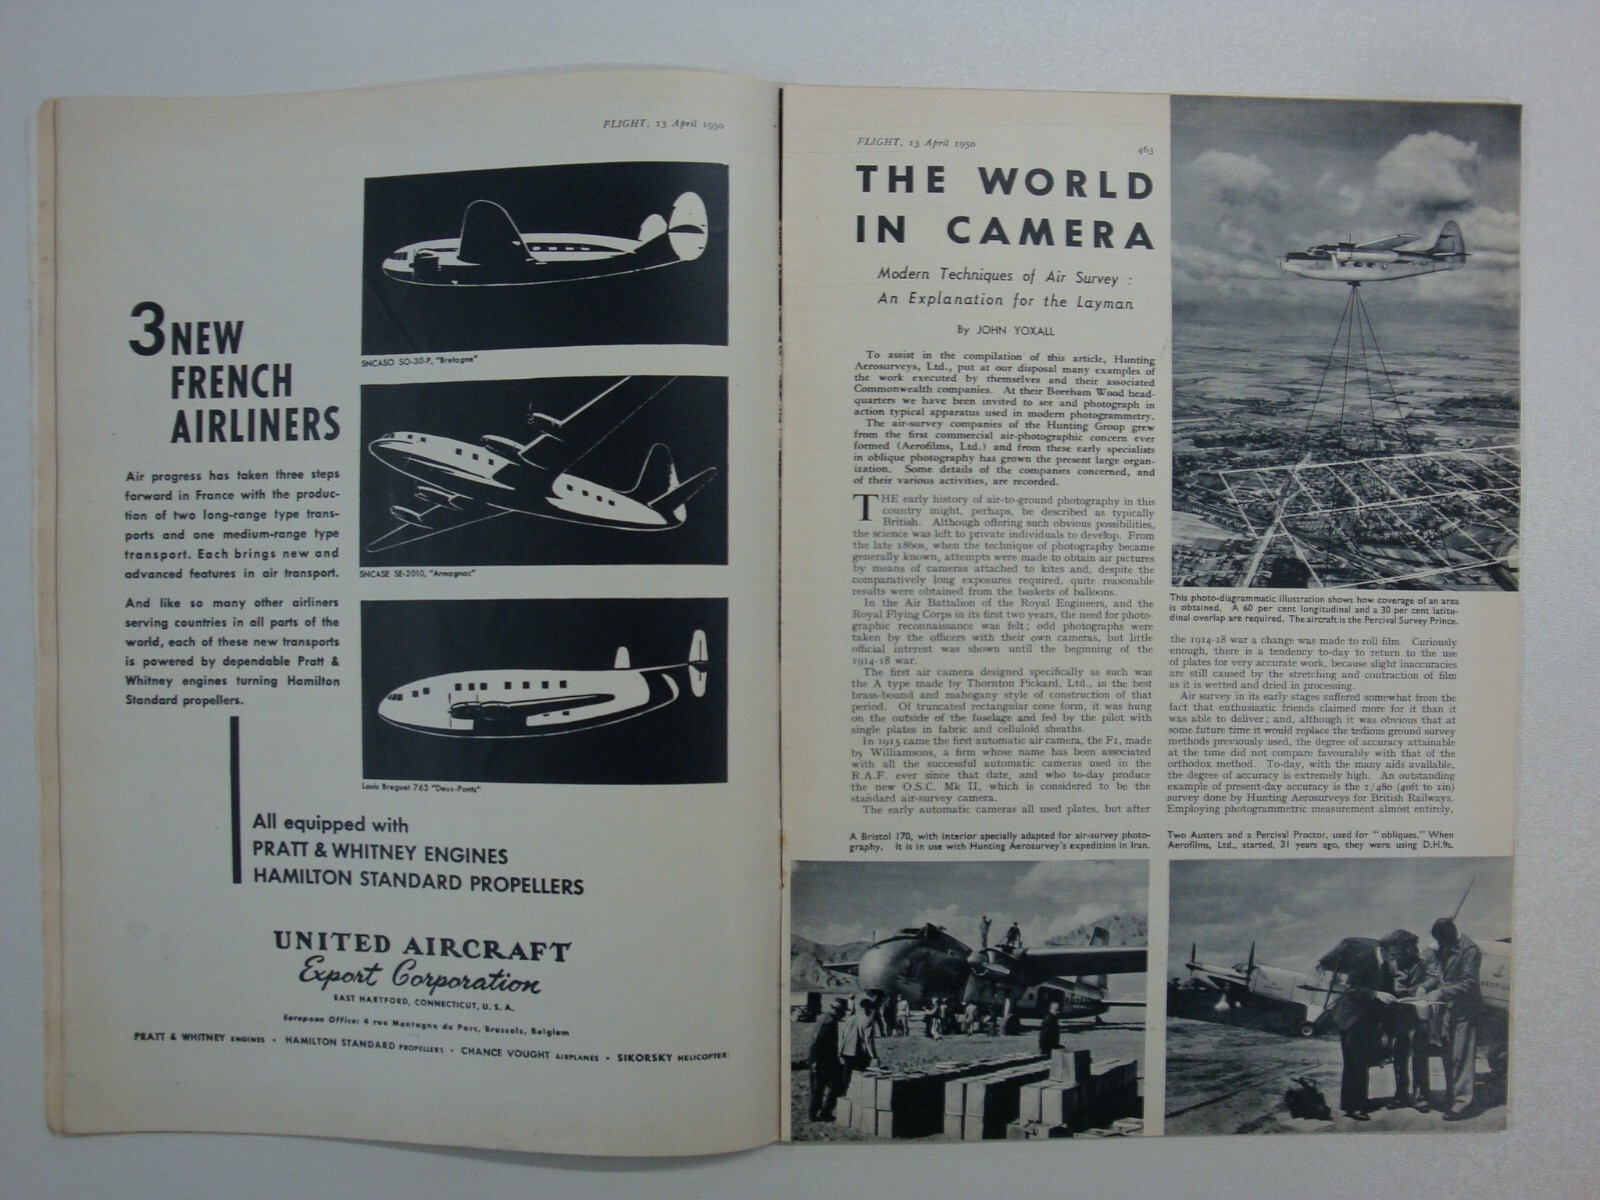 FLIGHT, 13 April 1950
3 NEW
FRENCH
AIRLINERS
Air progress has taken three steps
forward in France with the produc-
tion of two long-range type trans-
ports and one medium-range type
transport. Each brings new and
advanced features in air transport.
And like so many other airliners
serving countries in all parts of the
world, each of these new transports
is powered by dependable Pratt &
Whitney engines turning Hamilton
Standard propellers.
SNCASO SO-30-P, "Bretagne"
SNCASE SE-2010, "Armagnac"
Louis Breguet 763 "Deux-Ponts"
All equipped with
PRATT & WHITNEY ENGINES
HAMILTON STANDARD PROPELLERS
UNITED AIRCRAFT
Export Corporation
EAST HARTFORD, CONNECTICUT, U. S. A.
European Office: 4 rue Montagne du Parc, Brussels, Belgium
PRATT & WHITNEY ENGINES • HAMILTON STANDARD PROPELLERS • CHANCE VOUGHT AIRPLANES • SIKORSKY HELICOPTER
FLIGHT, 13 April 1950
463
THE WORLD
IN CAMERA
Modern Techniques of Air Survey :
An Explanation for the Layman
By JOHN YOXALL
To assist in the compilation of this article, Hunting
Aerosurveys, Ltd., put at our disposal many examples of
the work executed by themselves and their associated
Commonwealth companies. At their Boreham Wood head-
quarters we have been invited to see and photograph in
action typical apparatus used in modern photogrammetry.
The air-survey companies of the Hunting Group grew
from the first commercial air-photographic concern ever
formed (Aerofilms, Ltd.) and from these early specialists
in oblique photography has grown the present large organ-
ization. Some details of the companies concerned, and
of their various activities, are recorded.
THE early history of air-to-ground photography in this
country might, perhaps, be described as typically
British. Although offering such obvious possibilities,
the science was left to private individuals to develop. From
the late 1860s, when the technique of photography became
generally known, attempts were made to obtain air pictures
by means of cameras attached to kites and, despite the
comparatively long exposures required, quite reasonable
results were obtained from the baskets of balloons.
In the Air Battalion of the Royal Engineers, and the
Royal Flying Corps in its first two years, the need for photo-
graphic reconnaissance was felt; odd photographs were
taken by the officers with their own cameras, but little
official interest was shown until the beginning of the
1914-18 war.
The first air camera designed specifically as such was
the A type made by Thornton Pickard, Ltd., in the best
brass-bound and mahogany style of construction of that
period. Of truncated rectangular cone form, it was hung
on the outside of the fuselage and fed by the pilot with
single plates in fabric and celluloid sheaths.
In 1915 came the first automatic air camera, the F1, made
by Williamsons, a firm whose name has been associated
with all the successful automatic cameras used in the
R.A.F. ever since that date, and who to-day produce
the new O.S.C. Mk II, which is considered to be the
standard air-survey camera.
The early automatic cameras all used plates, but after
This photo-diagrammatic illustration shows how coverage of an area
is obtained. A 60 per cent longitudinal and a 30 per cent latitu-
dinal overlap are required. The aircraft is the Percival Survey Prince.
the 1914-18 war a change was made to roll film. Curiously
enough, there is a tendency to-day to return to the use
of plates for very accurate work, because slight inaccuracies
are still caused by the stretching and contraction of film
as it is wetted and dried in processing.
Air survey in its early stages suffered somewhat from the
fact that enthusiastic friends claimed more for it than it
was able to deliver; and, although it was obvious that at
some future time it would replace the tedious ground survey
methods previously used, the degree of accuracy attainable
at the time did not compare favourably with that of the
orthodox method. To-day, with the many aids available,
the degree of accuracy is extremely high. An outstanding
example of present-day accuracy is the 1/480 (40ft to 1in)
survey done by Hunting Aerosurveys for British Railways.
Employing photogrammetric measurement almost entirely,
A Bristol 170, with interior specially adapted for air-survey photo-
graphy. It is in use with Hunting Aerosurvey's expedition in Iran.
Two Austers and a Percival Proctor, used for "obliques." When
Aerofilms, Ltd., started, 31 years ago, they were using D.H.9s.